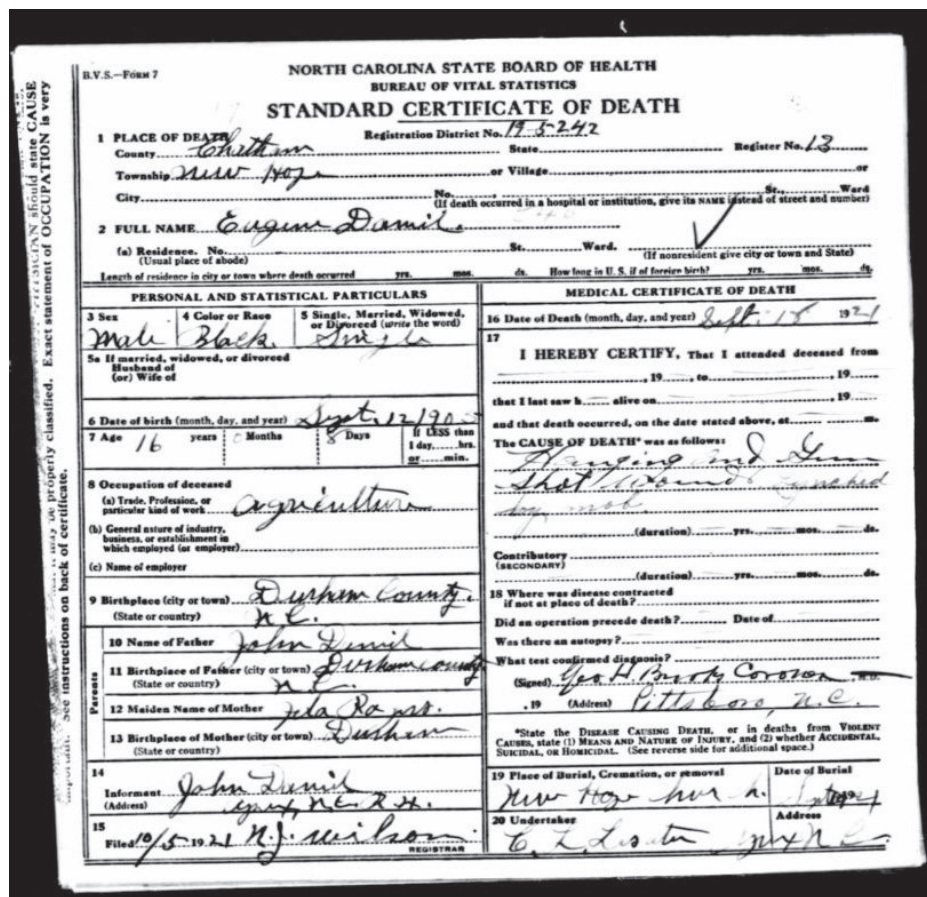 PHYSICIAN should state CAUSE
Exact statement of OCCUPATION is very
may be properly classified.
See instructions on back of certificate.
important.
B.V.S.—FORM 7
NORTH CAROLINA STATE BOARD OF HEALTH
BUREAU OF VITAL STATISTICS
STANDARD CERTIFICATE OF DEATH
1 PLACE OF DEATH Registration District No. 19-5242
County Chatham State Register No. 13
Township New Hope or Village or
City No. St., Ward
(If death occurred in a hospital or institution, give its NAME instead of street and number)
2 FULL NAME Eugene Daniel
(a) Residence. No. St. Ward.
(Usual place of abode) (If nonresident give city or town and State)
Length of residence in city or town where death occurred yrs. mos. ds. How long in U. S. if of foreign birth? yrs. mos. ds.
PERSONAL AND STATISTICAL PARTICULARS
3 Sex 4 Color or Race 5 Single, Married, Widowed, or Divorced (write the word)
Male Black. Single
5a If married, widowed, or divorced
Husband of
(or) Wife of
6 Date of birth (month, day, and year) Sept. 12 1905
7 Age 16 years 0 Months 8 Days If LESS than
1 day, hrs.
or min.
8 Occupation of deceased
(a) Trade, Profession, or
particular kind of work agriculture
(b) General nature of industry,
business, or establishment in
which employed (or employer)
(c) Name of employer
9 Birthplace (city or town) Durham County.
(State or country) N.C.
Parents
10 Name of Father John Daniel
11 Birthplace of Father (city or town) Durham County
(State or country) N.C.
12 Maiden Name of Mother
13 Birthplace of Mother (city or town) Durham
(State or country)
14
Informant John Daniel
(Address) Apex, N.C. R.4.
15
Filed 10/5 1921 N.J. Wilson
REGISTRAR
MEDICAL CERTIFICATE OF DEATH
16 Date of Death (month, day, and year) Sept. 18 1921
17
I HEREBY CERTIFY, That I attended deceased from
, 19 , to , 19
that I last saw h alive on , 19
and that death occurred, on the date stated above, at m.
The CAUSE OF DEATH* was as follows:
Hanging and Gun
shot wound Lynched
by mob.
(duration) yrs. mos. ds.
Contributory
(SECONDARY)
(duration) yrs. mos. ds.
18 Where was disease contracted
if not at place of death?
Did an operation precede death? Date of
Was there an autopsy?
What test confirmed diagnosis?
(Signed) Geo H. Brooks Coroner M.D.
, 19 (Address) Pittsboro, N.C.
*State the DISEASE CAUSING DEATH, or in deaths from VIOLENT
CAUSES, state (1) MEANS AND NATURE OF INJURY, and (2) whether ACCIDENTAL,
SUICIDAL, OR HOMICIDAL. (See reverse side for additional space.)
19 Place of Burial, Cremation, or removal Date of Burial
New Hope
20 Undertaker Address
Apex N.C.